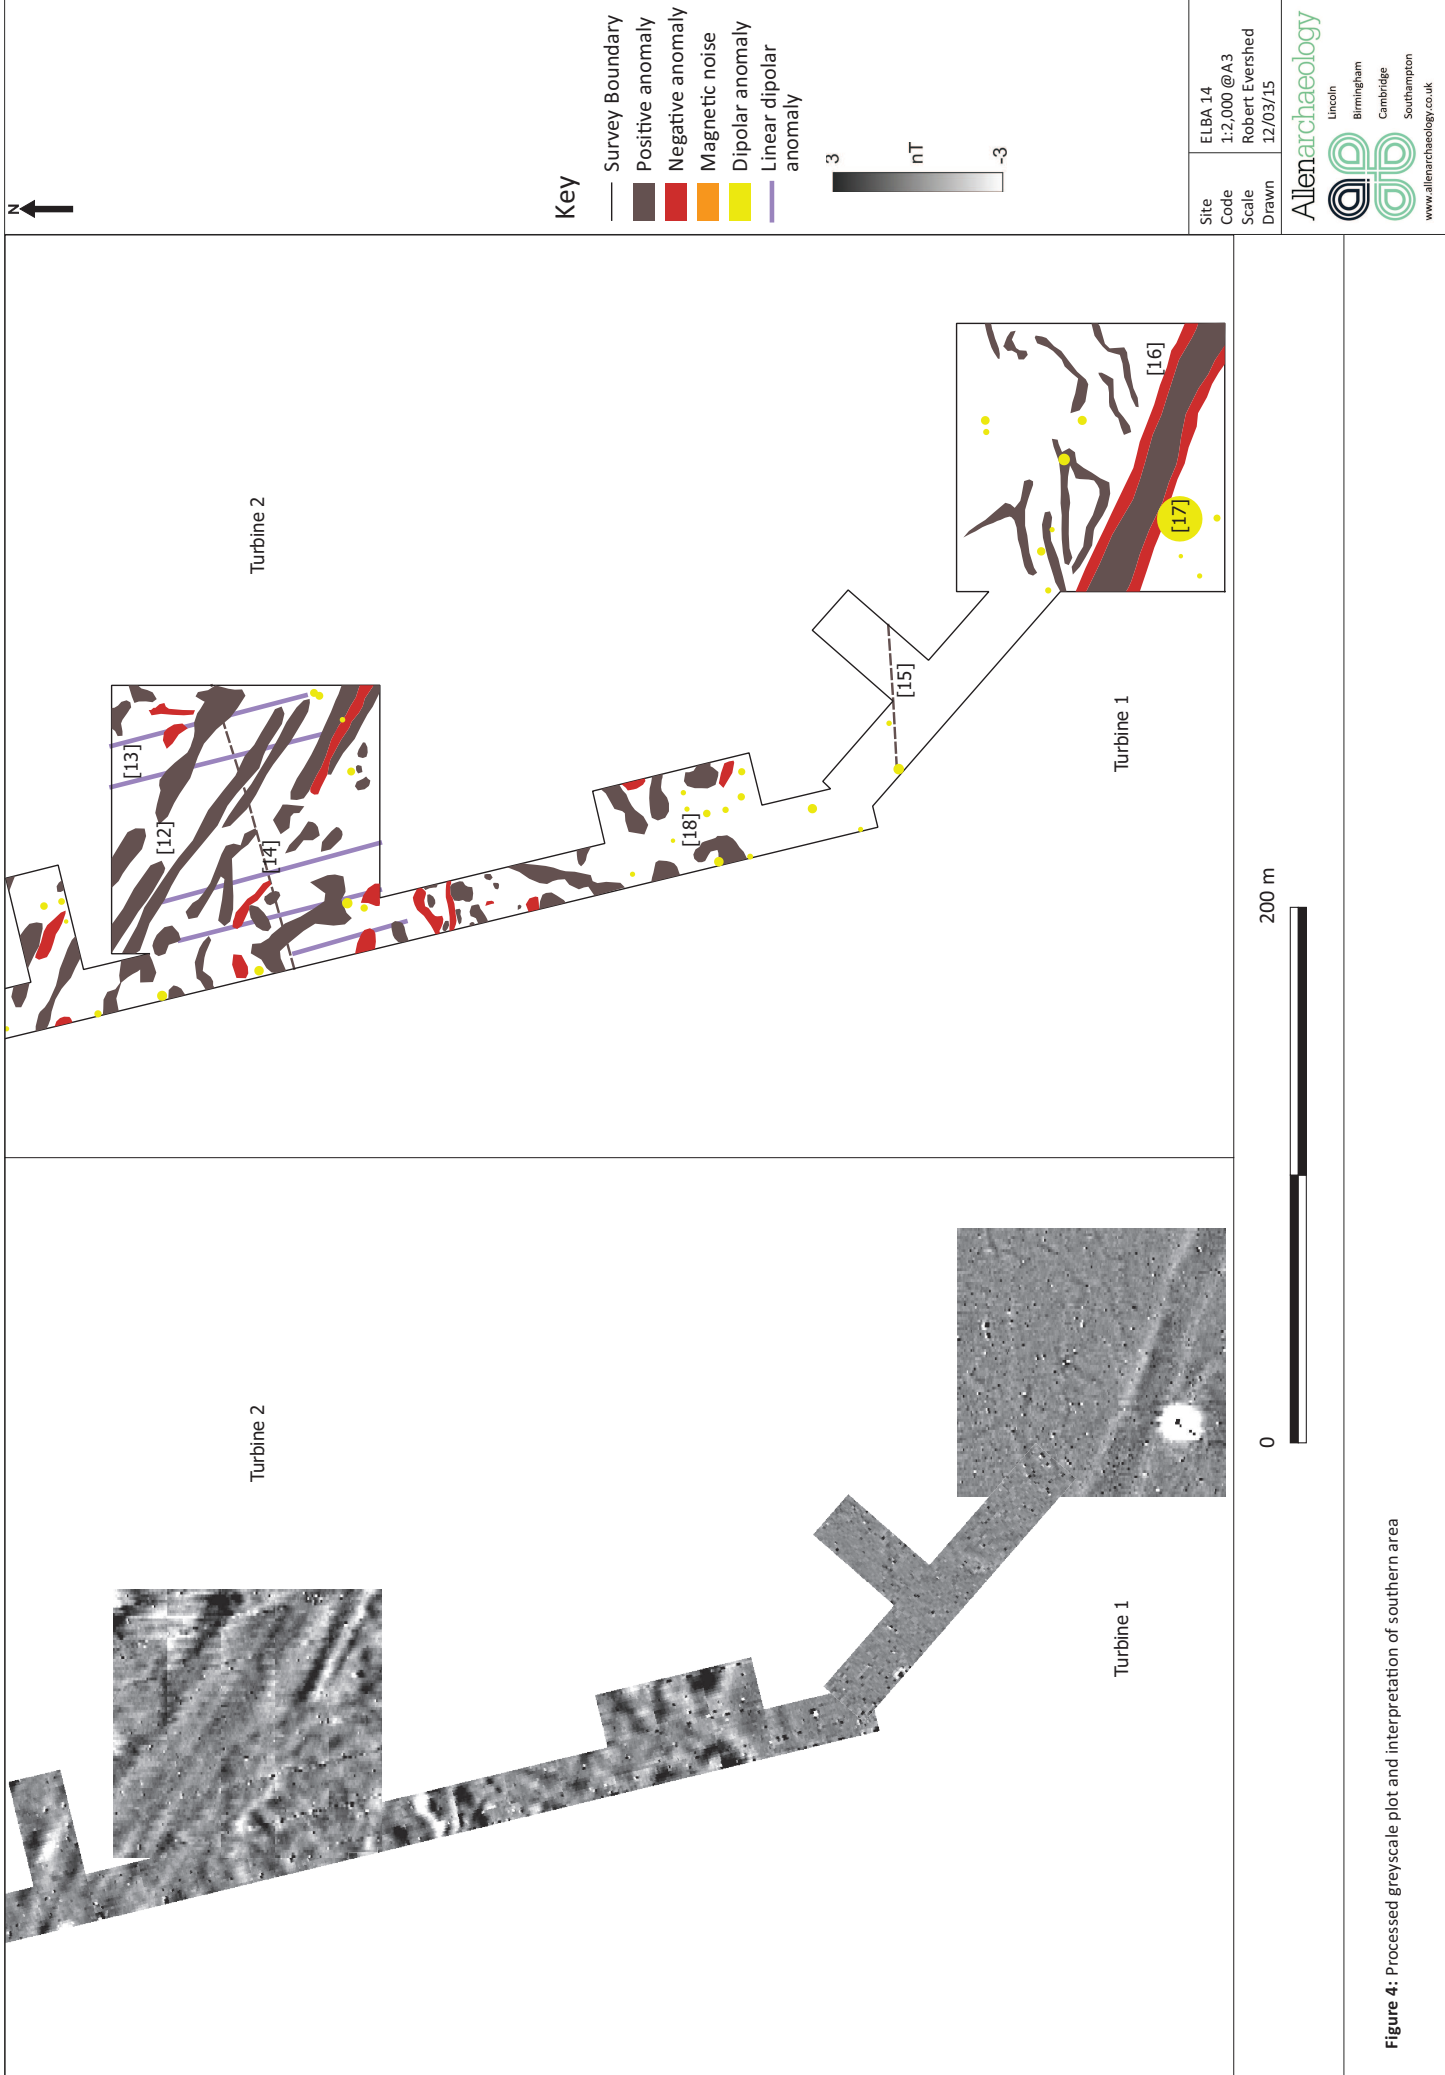 N
Turbine 2
Turbine 1
Turbine 2
Turbine 1
[12]
[13]
[14]
[15]
[16]
[17]
[18]
Key
Survey Boundary
Positive anomaly
Negative anomaly
Magnetic noise
Dipolar anomaly
Linear dipolar
anomaly
3
nT
-3
0
200 m
Site
Code
ELBA 14
Scale
1:2,000 @A3
Drawn
Robert Evershed
12/03/15
Allenarchaeology
Lincoln
Birmingham
Cambridge
Southampton
www.allenarchaeology.co.uk
Figure 4: Processed greyscale plot and interpretation of southern area